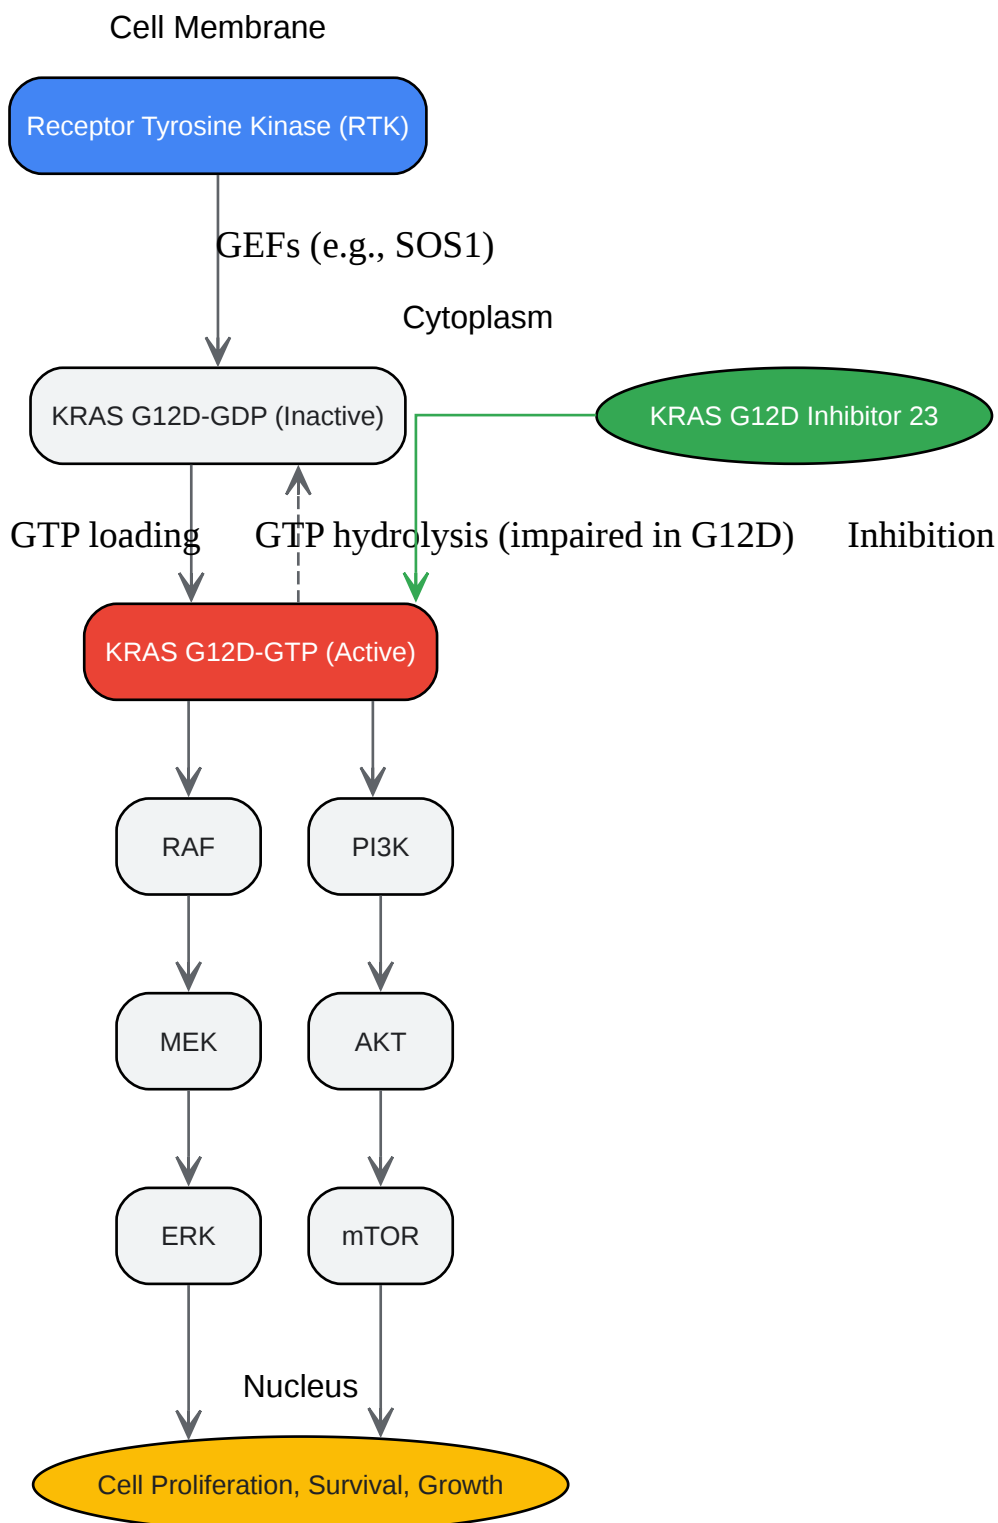 Cell Membrane
Receptor Tyrosine Kinase (RTK)
GEFs (e.g., SOS1)
Cytoplasm
KRAS G12D-GDP (Inactive)
KRAS G12D Inhibitor 23
GTP loading
GTP hydrolysis (impaired in G12D)
Inhibition
KRAS G12D-GTP (Active)
RAF
PI3K
MEK
AKT
ERK
mTOR
Nucleus
Cell Proliferation, Survival, Growth